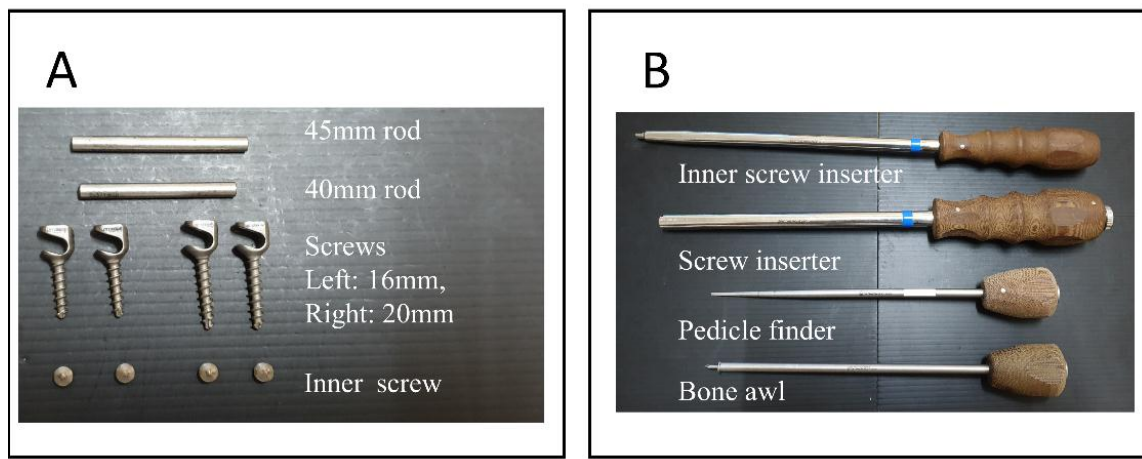 A
45mm rod
40mm rod
Screws
Left: 16mm,
Right: 20mm
Inner screw
B
Inner screw inserter
Screw inserter
Pedicle finder
Bone awl